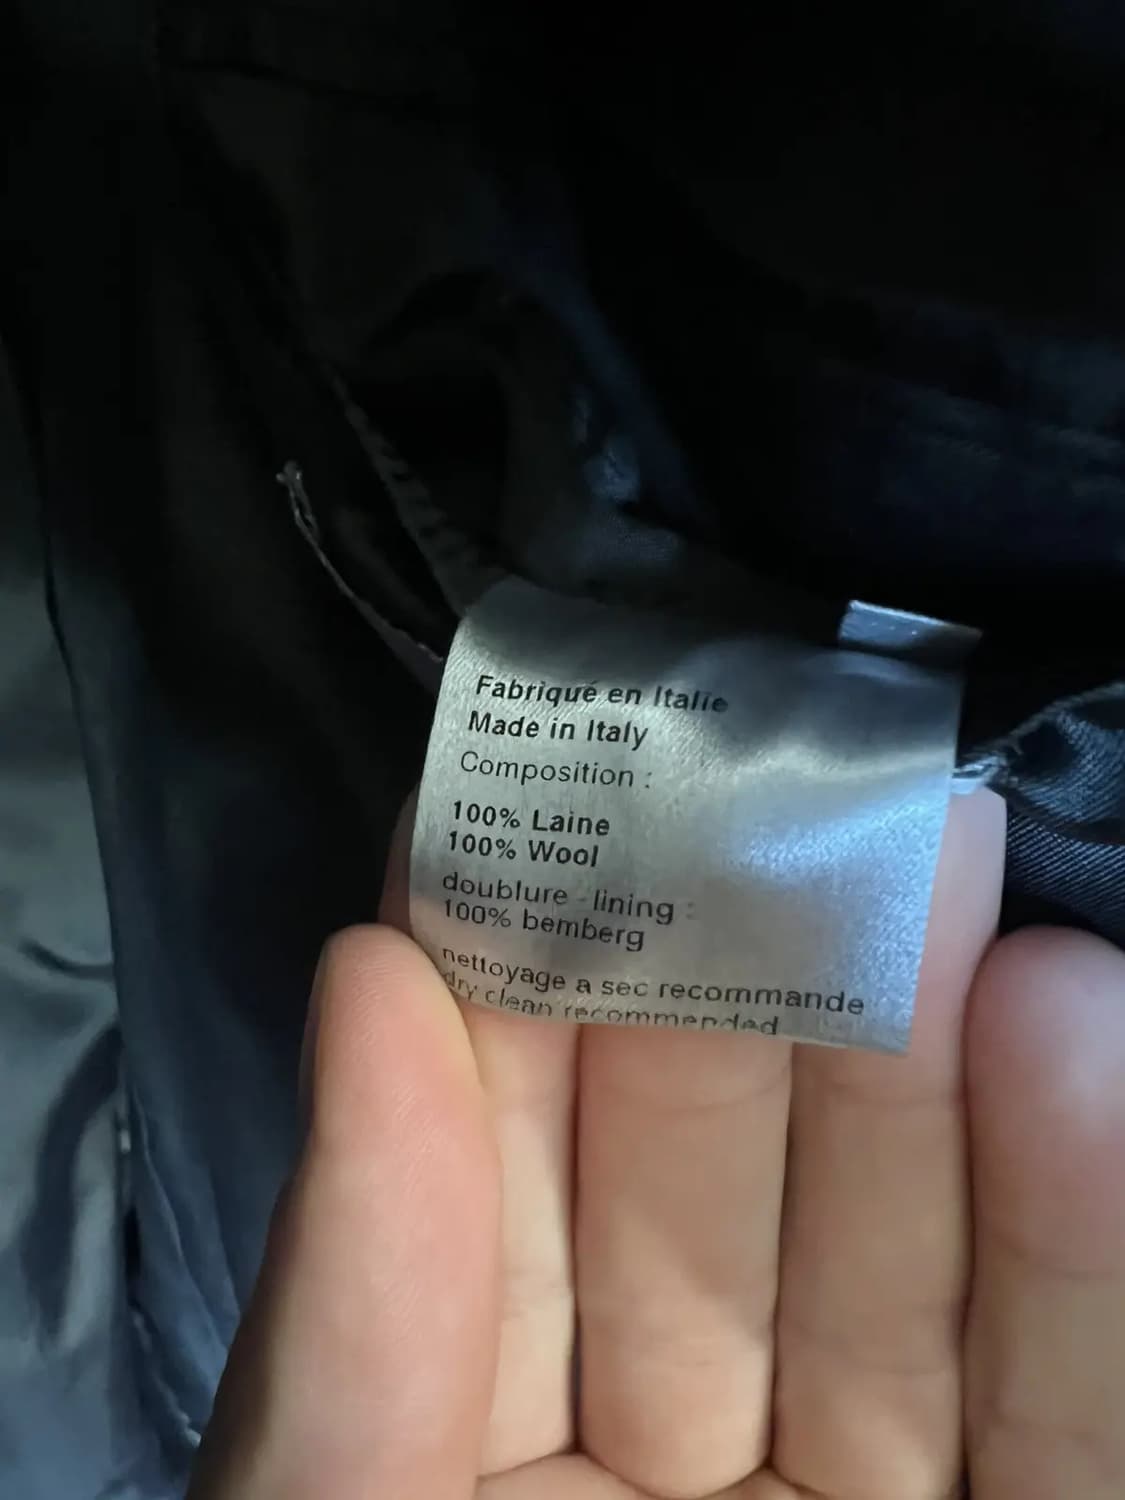 Fabriqué en Italie
Made in Italy
Composition :
100% Laine
100% Wool
doublure - lining :
100% bemberg
nettoyage a sec recommande
dry clean recommended